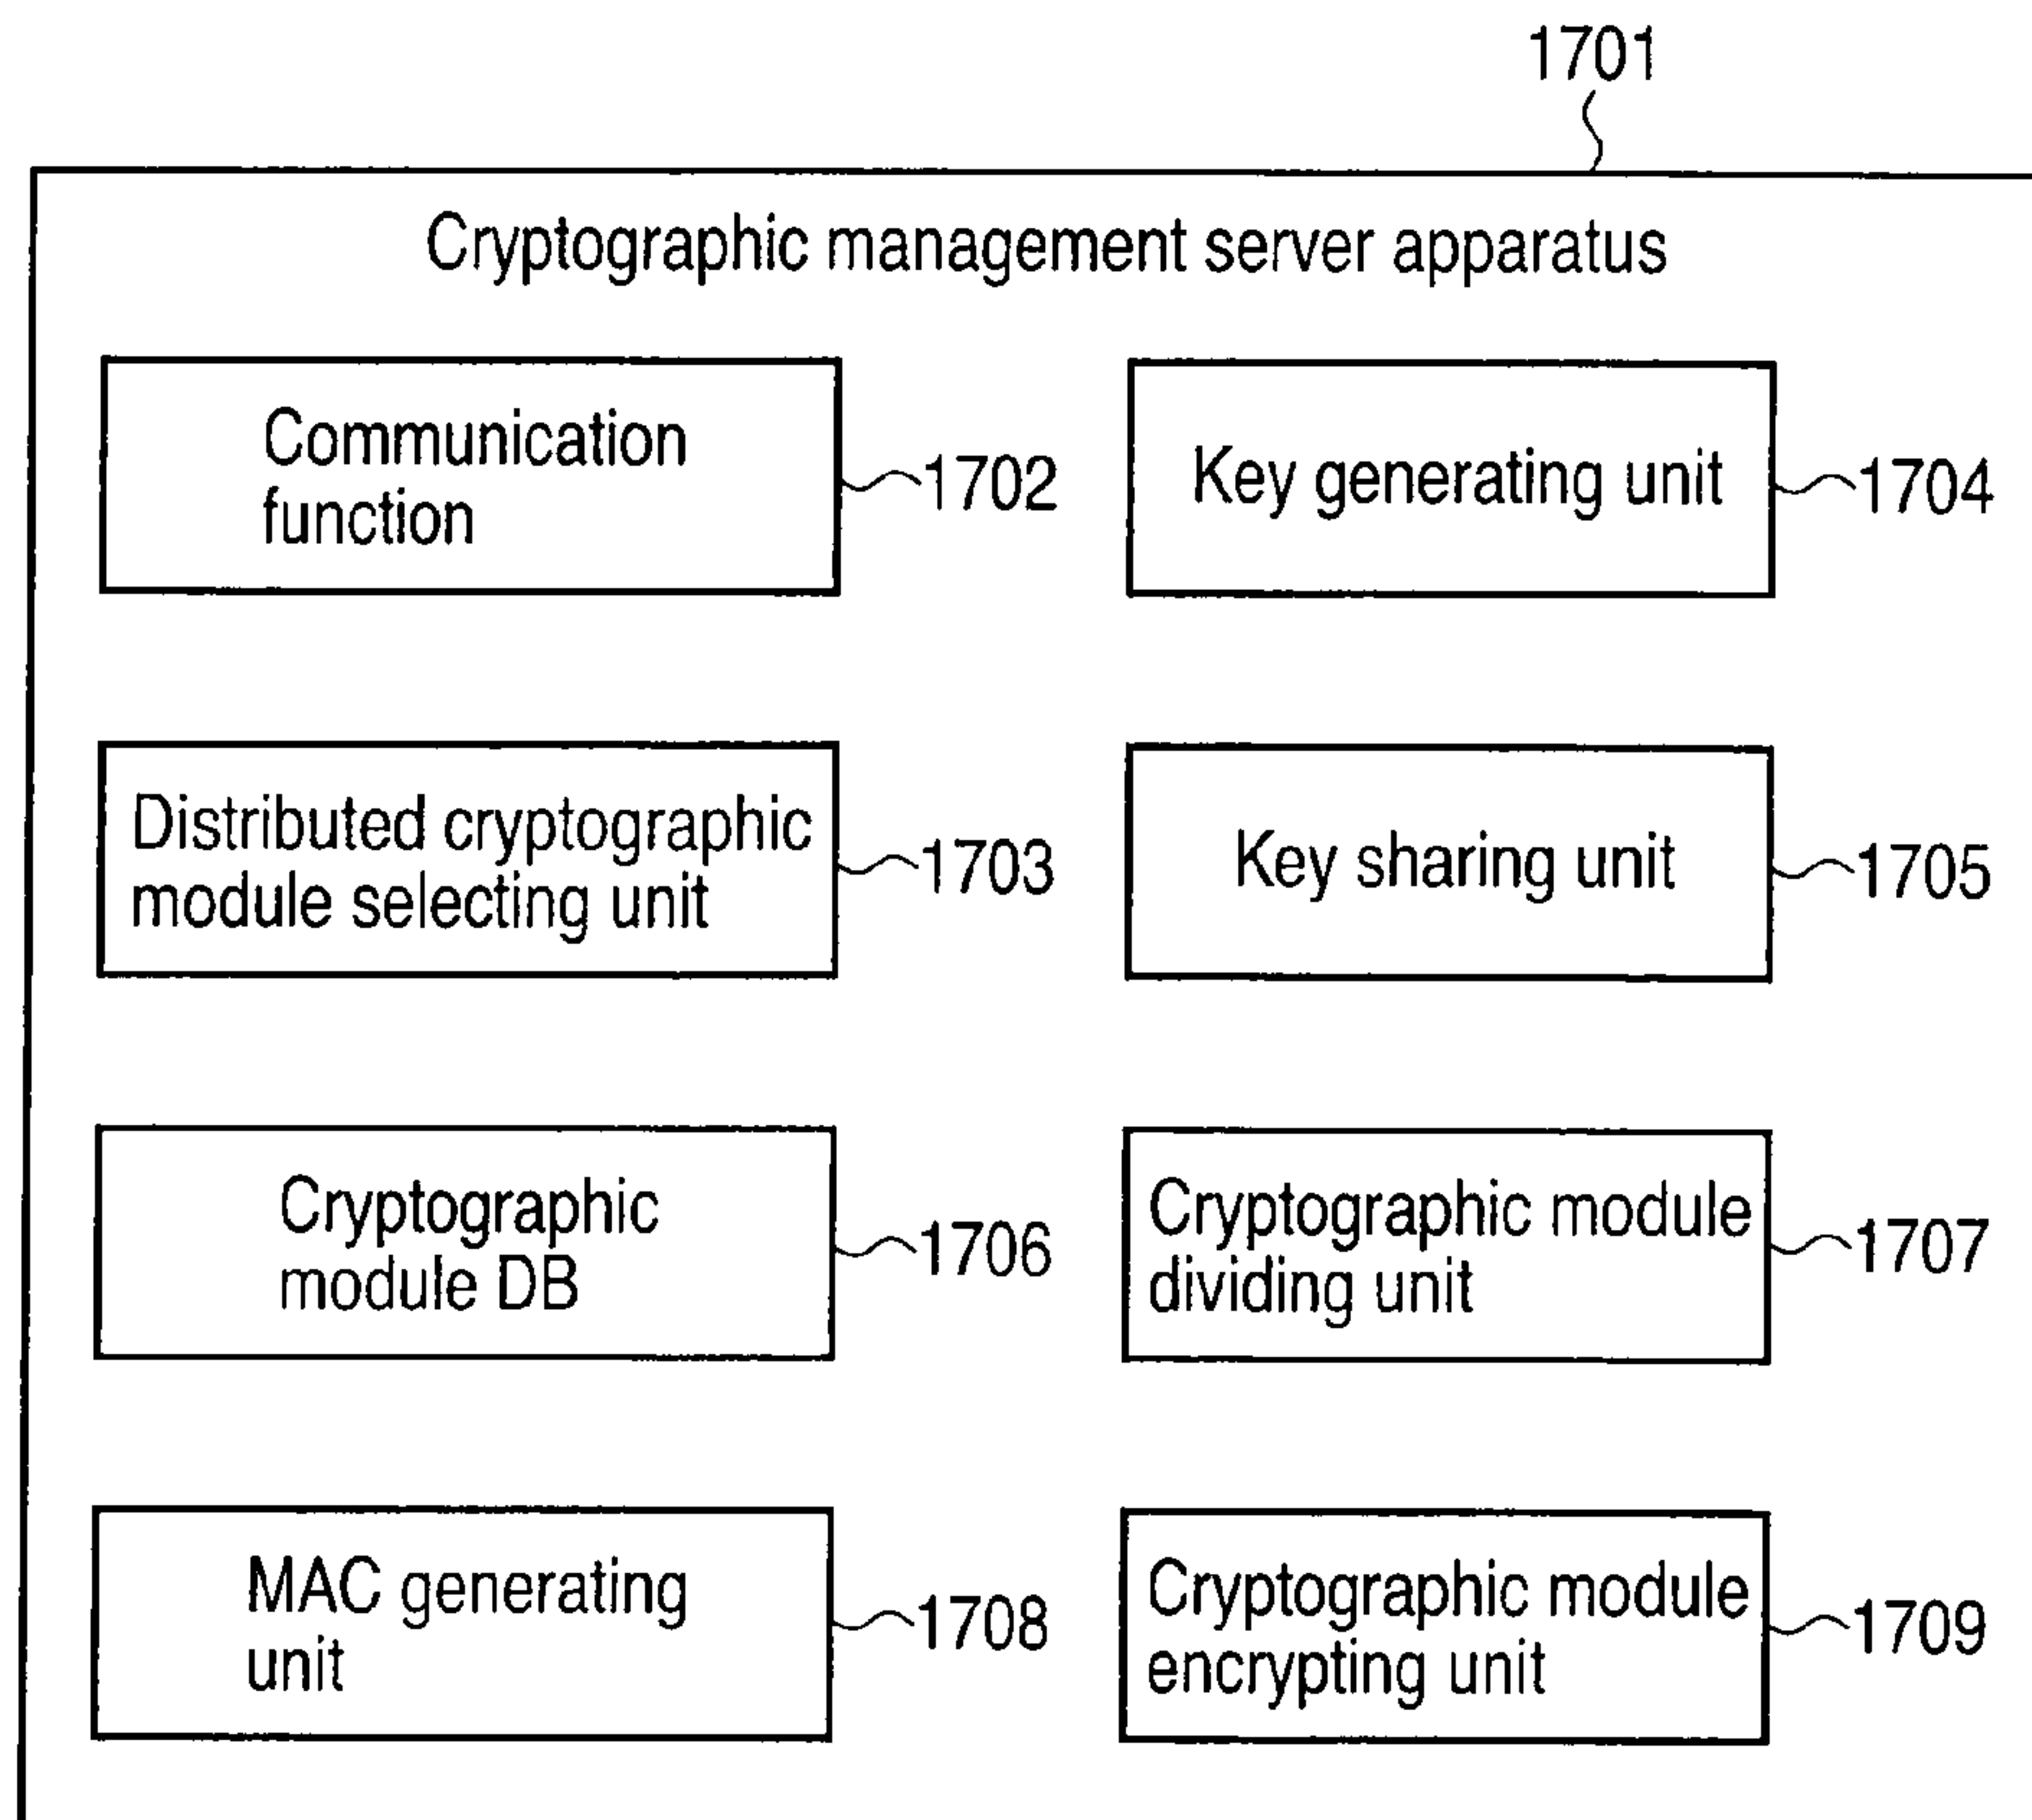 1701
Cryptographic management server apparatus
Communication
function
1702
Key generating unit
1704
Distributed cryptographic
module selecting unit
1703
Key sharing unit
1705
Cryptographic
module DB
1706
Cryptographic module
dividing unit
1707
MAC generating
unit
1708
Cryptographic module
encrypting unit
1709